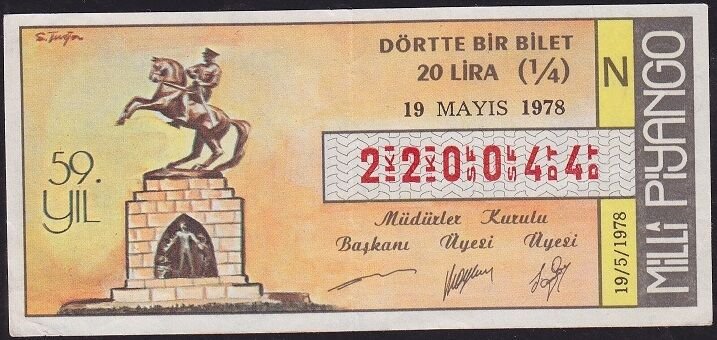 S. Tuğa
59.
YIL
DÖRTTE BİR BİLET
20 LİRA (1/4)
19 MAYIS 1978
220044
Müdürler Kurulu
Başkanı Üyesi Üyesi
N
19/5/1978
MİLLİ PİYANGO